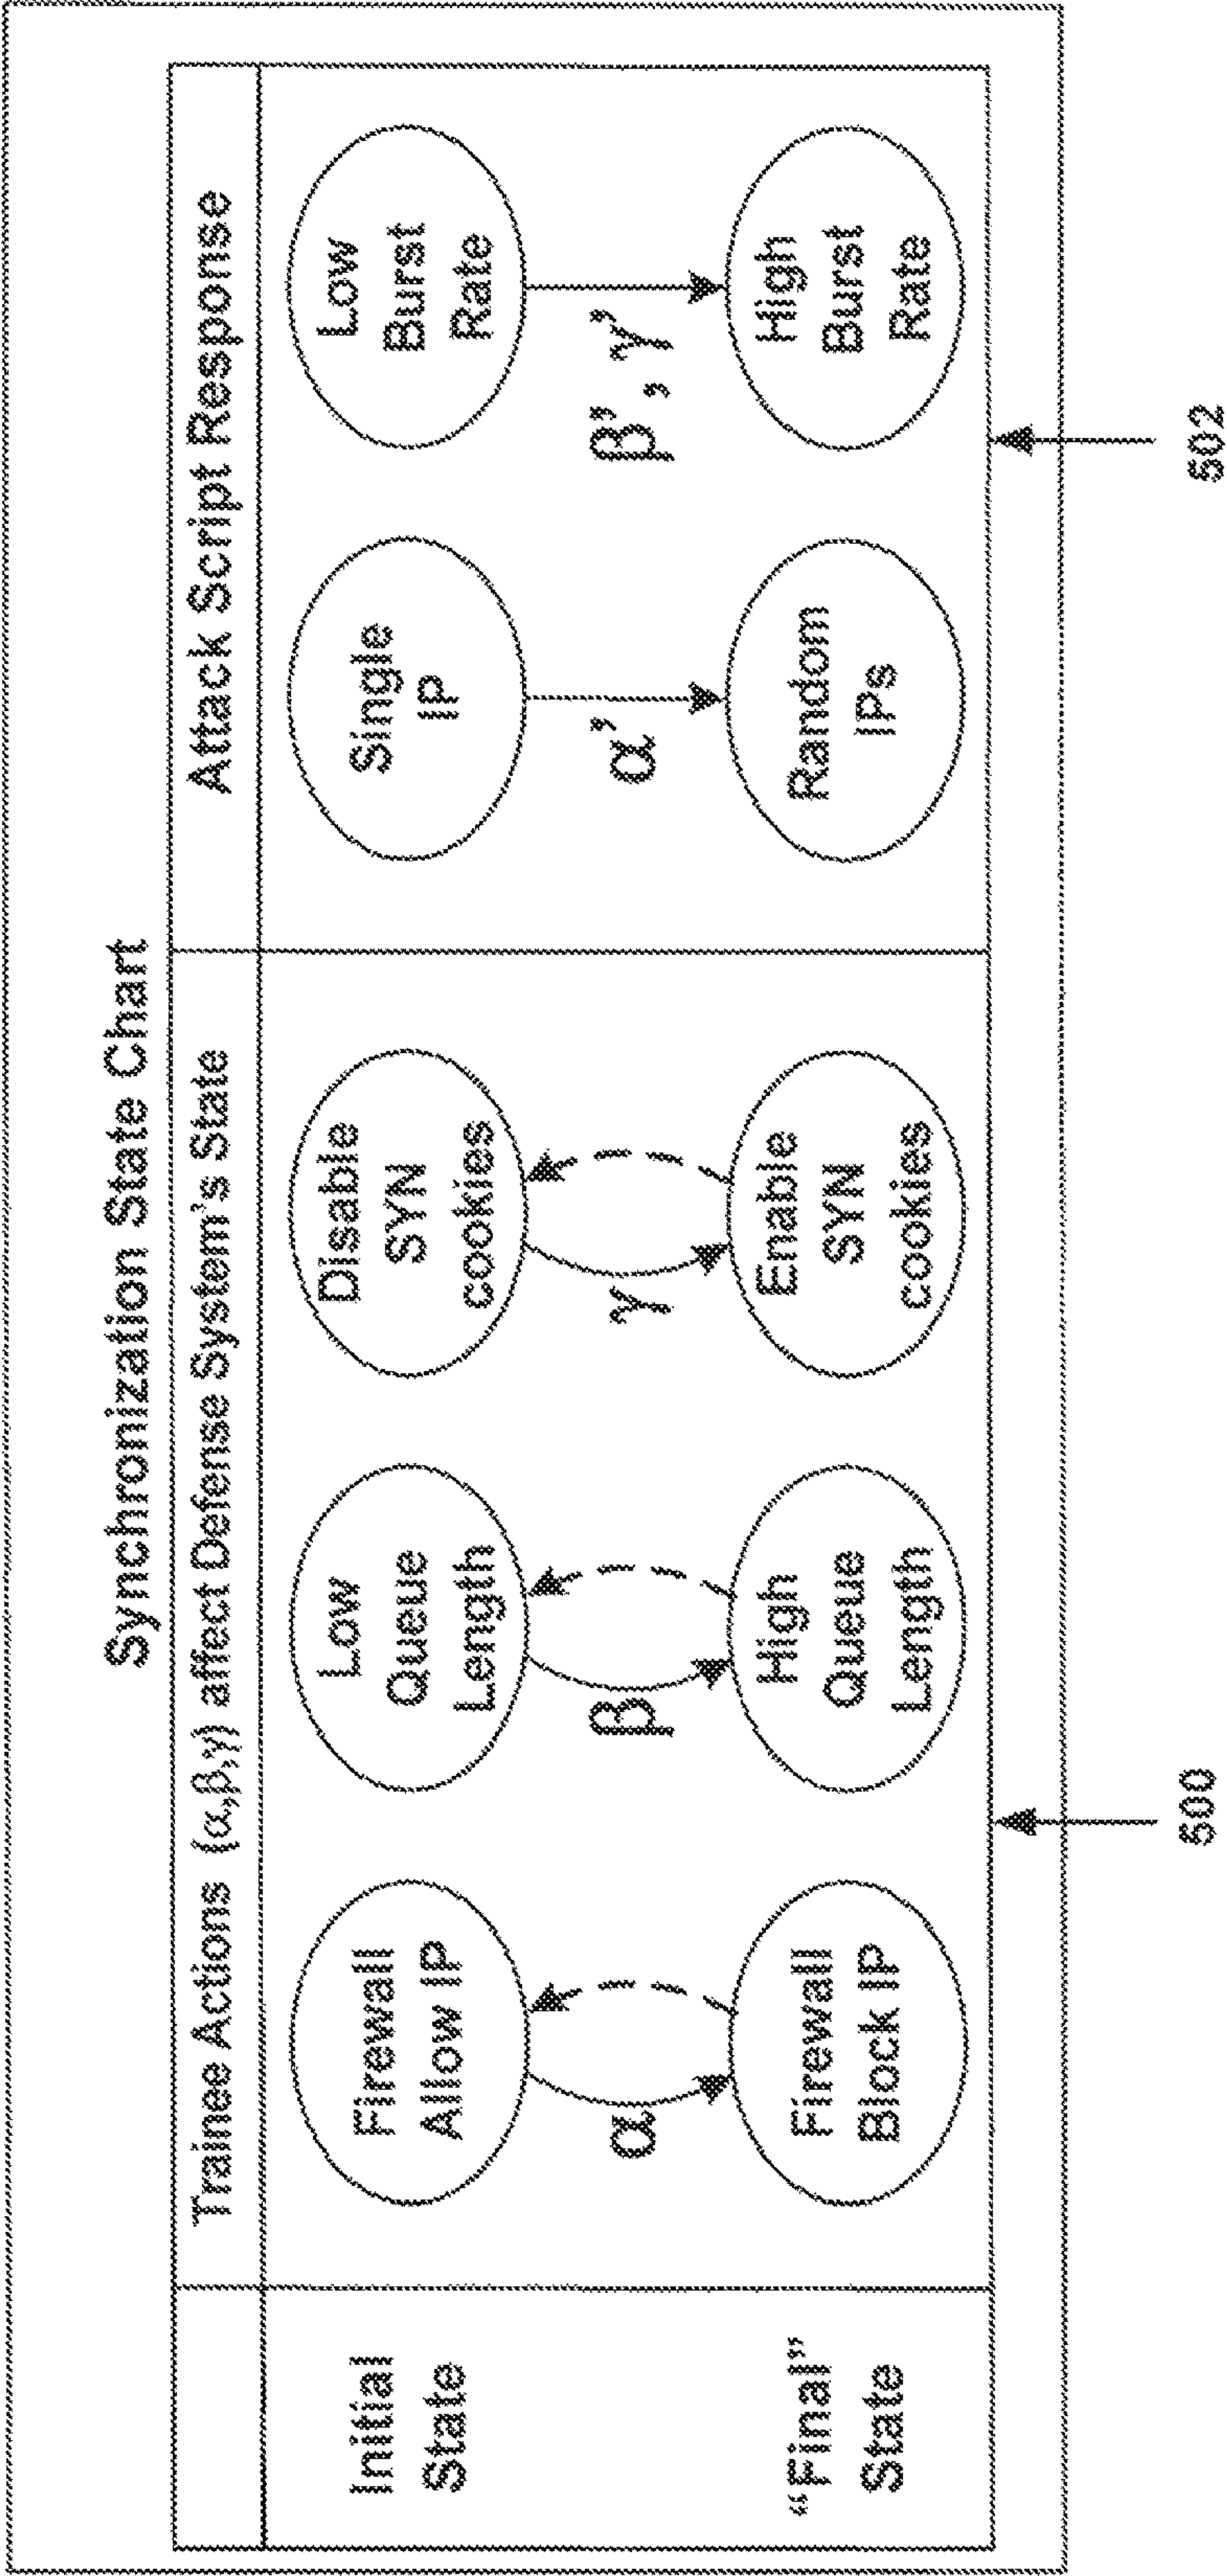 Synchronization State Chart
Trainee Actions (α,β,γ) affect Defense System's State
Attack Script Response
Initial
State
Firewall
Allow IP
Low
Queue
Length
Disable
SYN
cookies
Single
IP
Low
Burst
Rate
α
β
γ
α'
β', γ'
“Final”
State
Firewall
Block IP
High
Queue
Length
Enable
SYN
cookies
Random
IPs
High
Burst
Rate
500
502